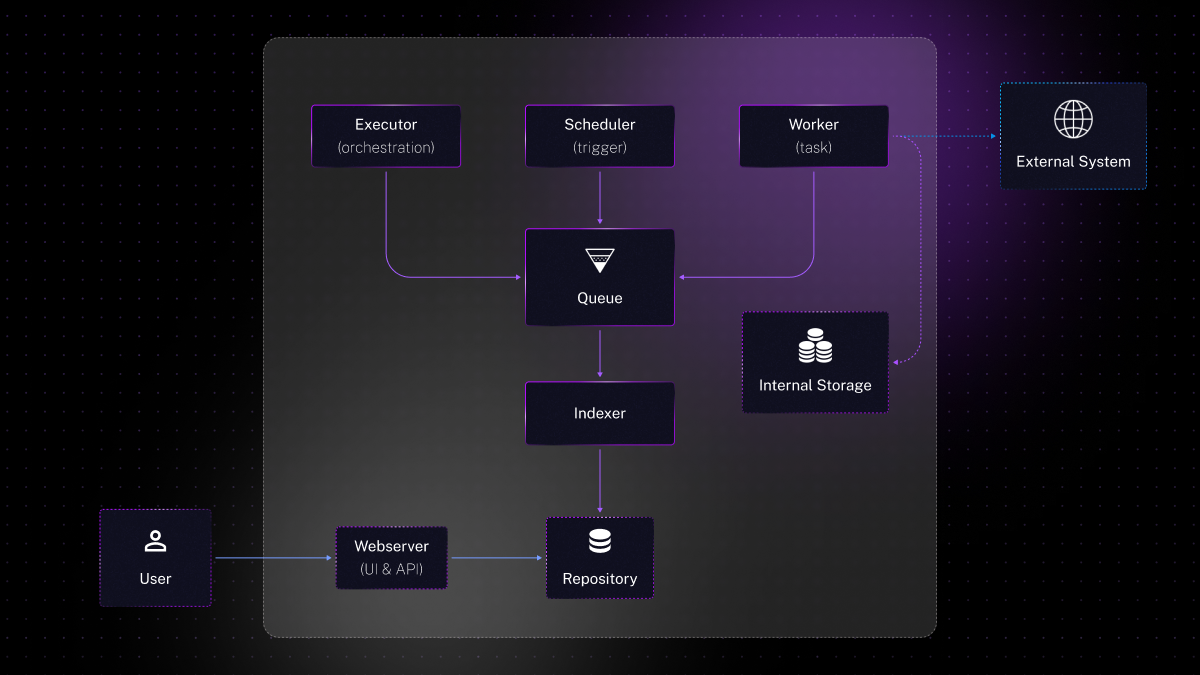 Executor
(orchestration)
Scheduler
(trigger)
Worker
(task)
External System
Queue
Internal Storage
Indexer
User
Webserver
(UI & API)
Repository